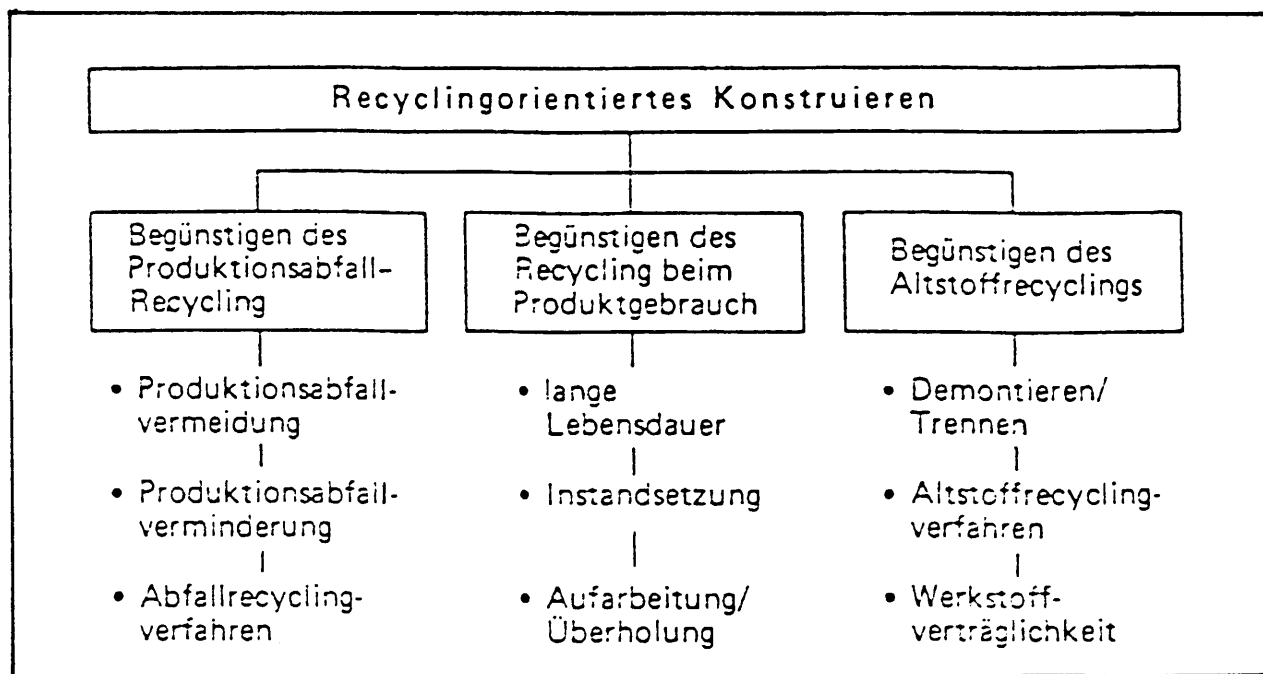 Recyclingorientiertes Konstruieren
Begünstigen des
Produktionsabfall-
Recycling
Begünstigen des
Recycling beim
Produktgebrauch
Begünstigen des
Altstoffrecyclings
• Produktionsabfall-
vermeidung
• Produktionsabfall-
verminderung
• Abfallrecycling-
verfahren
• lange
Lebensdauer
• Instandsetzung
• Aufarbeitung/
Überholung
• Demontieren/
Trennen
• Altstoffrecycling-
verfahren
• Werkstoff-
verträglichkeit